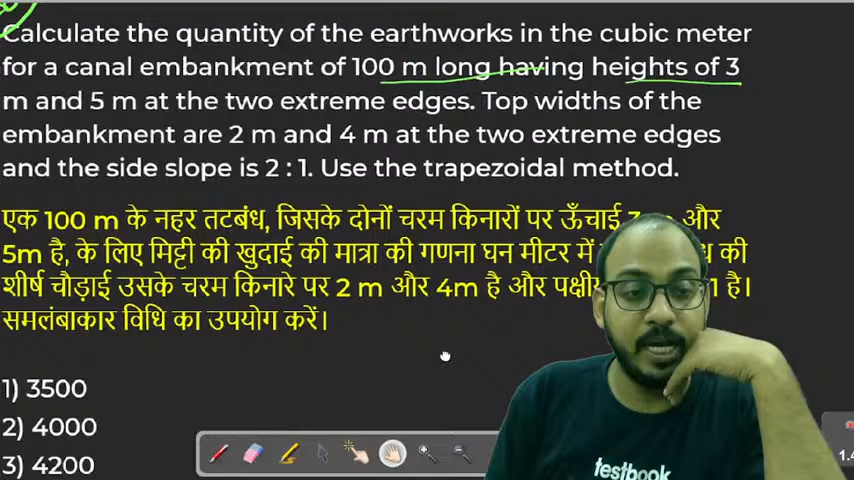 Calculate the quantity of the earthworks in the cubic meter
for a canal embankment of 100 m long having heights of 3
m and 5 m at the two extreme edges. Top widths of the
embankment are 2 m and 4 m at the two extreme edges
and the side slope is 2 : 1. Use the trapezoidal method.
एक 100 m के नहर तटबंध, जिसके दोनों चरम किनारों पर ऊँचाई और
5m है, के लिए मिट्टी की खुदाई की मात्रा की गणना घन मीटर में की
शीर्ष चौड़ाई उसके चरम किनारे पर 2 m और 4m है और 1 है।
समलंबाकार विधि का उपयोग करें।
1) 3500
2) 4000
3) 4200
testbook